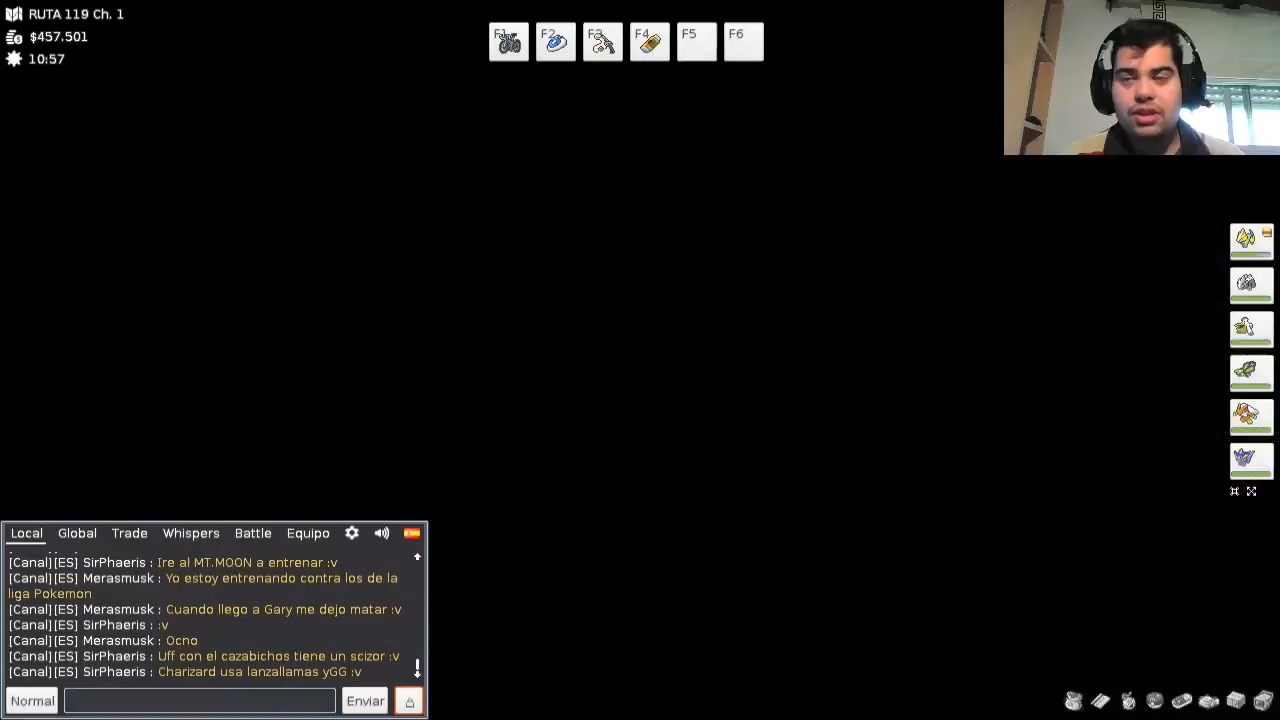 RUTA 119 Ch. 1
$457.501
10:57
F1 F2 F3 F4 F5 F6
Local Global Trade Whispers Battle Equipo
[Canal][ES] SirPhaeris : Ire al MT.MOON a entrenar :v
[Canal][ES] Merasmusk : Yo estoy entrenando contra los de la
liga Pokemon
[Canal][ES] Merasmusk : Cuando llego a Gary me dejo matar :v
[Canal][ES] SirPhaeris : :v
[Canal][ES] Merasmusk : Ocno
[Canal][ES] SirPhaeris : Uff con el cazabichos tiene un scizor :v
[Canal][ES] SirPhaeris : Charizard usa lanzallamas yGG :v
Normal Enviar